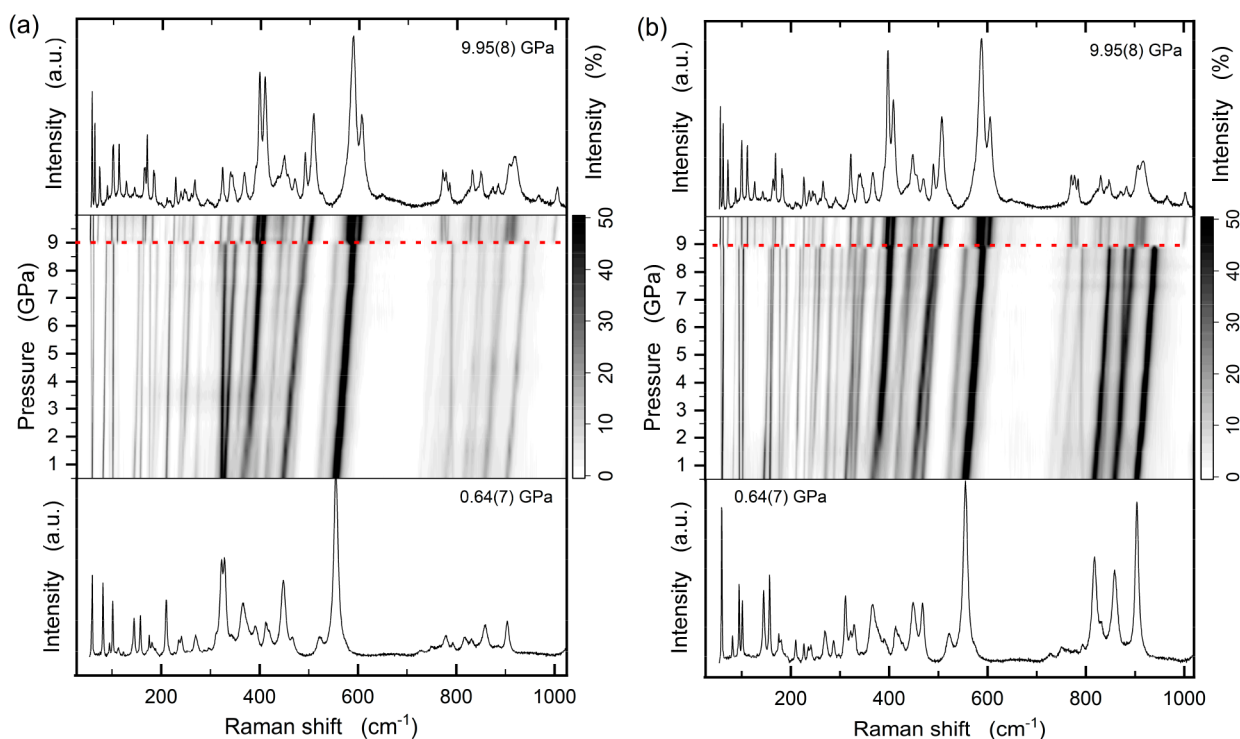 (a)
9.95(8) GPa
Intensity (a.u.)
Intensity (%)
9
8
7
6
5
4
3
2
1
Pressure (GPa)
50
40
30
20
10
0
0.64(7) GPa
Intensity (a.u.)
200 400 600 800 1000
Raman shift (cm⁻¹)
(b)
9.95(8) GPa
Intensity (a.u.)
Intensity (%)
9
8
7
6
5
4
3
2
1
Pressure (GPa)
50
40
30
20
10
0
0.64(7) GPa
Intensity (a.u.)
200 400 600 800 1000
Raman shift (cm⁻¹)